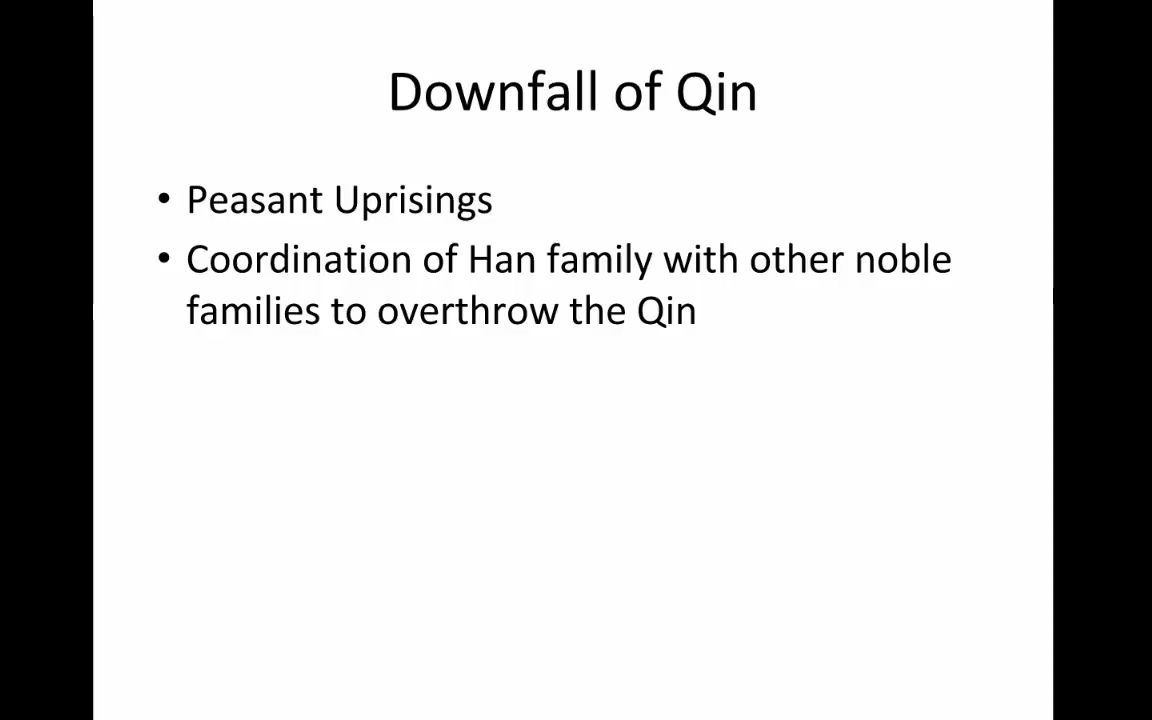 Downfall of Qin
• Peasant Uprisings
• Coordination of Han family with other noble
families to overthrow the Qin